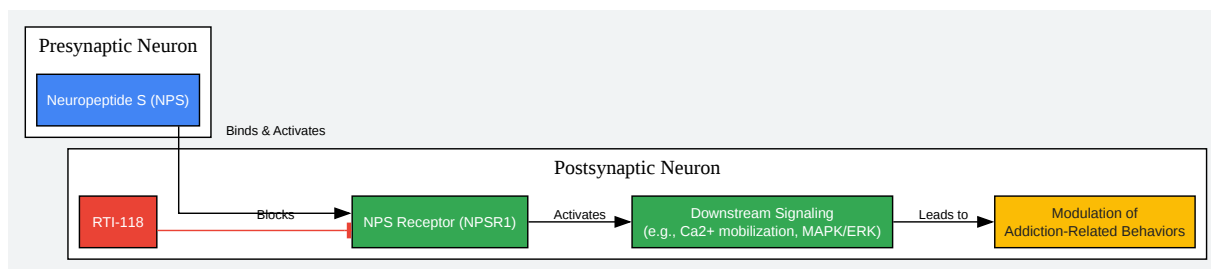 Presynaptic Neuron
Neuropeptide S (NPS)
Binds & Activates
Postsynaptic Neuron
RTI-118
Blocks
NPS Receptor (NPSR1)
Activates
Downstream Signaling
(e.g., Ca2+ mobilization, MAPK/ERK)
Leads to
Modulation of
Addiction-Related Behaviors